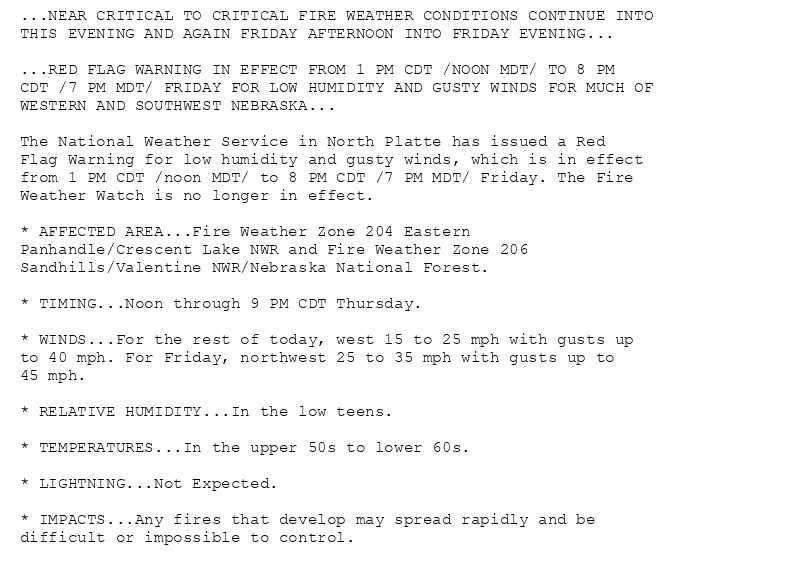 ...NEAR CRITICAL TO CRITICAL FIRE WEATHER CONDITIONS CONTINUE INTO
THIS EVENING AND AGAIN FRIDAY AFTERNOON INTO FRIDAY EVENING...
...RED FLAG WARNING IN EFFECT FROM 1 PM CDT /NOON MDT/ TO 8 PM
CDT /7 PM MDT/ FRIDAY FOR LOW HUMIDITY AND GUSTY WINDS FOR MUCH OF
WESTERN AND SOUTHWEST NEBRASKA...
The National Weather Service in North Platte has issued a Red
Flag Warning for low humidity and gusty winds, which is in effect
from 1 PM CDT /noon MDT/ to 8 PM CDT /7 PM MDT/ Friday. The Fire
Weather Watch is no longer in effect.
* AFFECTED AREA...Fire Weather Zone 204 Eastern
Panhandle/Crescent Lake NWR and Fire Weather Zone 206
Sandhills/Valentine NWR/Nebraska National Forest.
* TIMING...Noon through 9 PM CDT Thursday.
* WINDS...For the rest of today, west 15 to 25 mph with gusts up
to 40 mph. For Friday, northwest 25 to 35 mph with gusts up to
45 mph.
* RELATIVE HUMIDITY...In the low teens.
* TEMPERATURES...In the upper 50s to lower 60s.
* LIGHTNING...Not Expected.
* IMPACTS...Any fires that develop may spread rapidly and be
difficult or impossible to control.